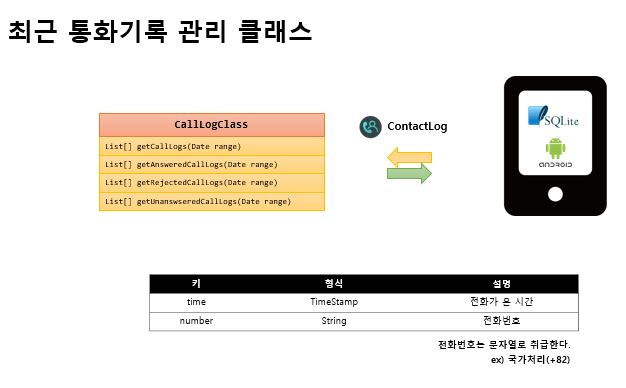 최근 통화기록 관리 클래스
CallLogClass
List[] getCallLogs(Date range)
List[] getAnsweredCallLogs(Date range)
List[] getRejectedCallLogs(Date range)
List[] getUnanswseredCallLogs(Date range)
ContactLog
SQLite
ANDROID
키 형식 설명
time TimeStamp 전화가 온 시간
number String 전화번호
전화번호는 문자열로 취급한다.
ex) 국가처리(+82)